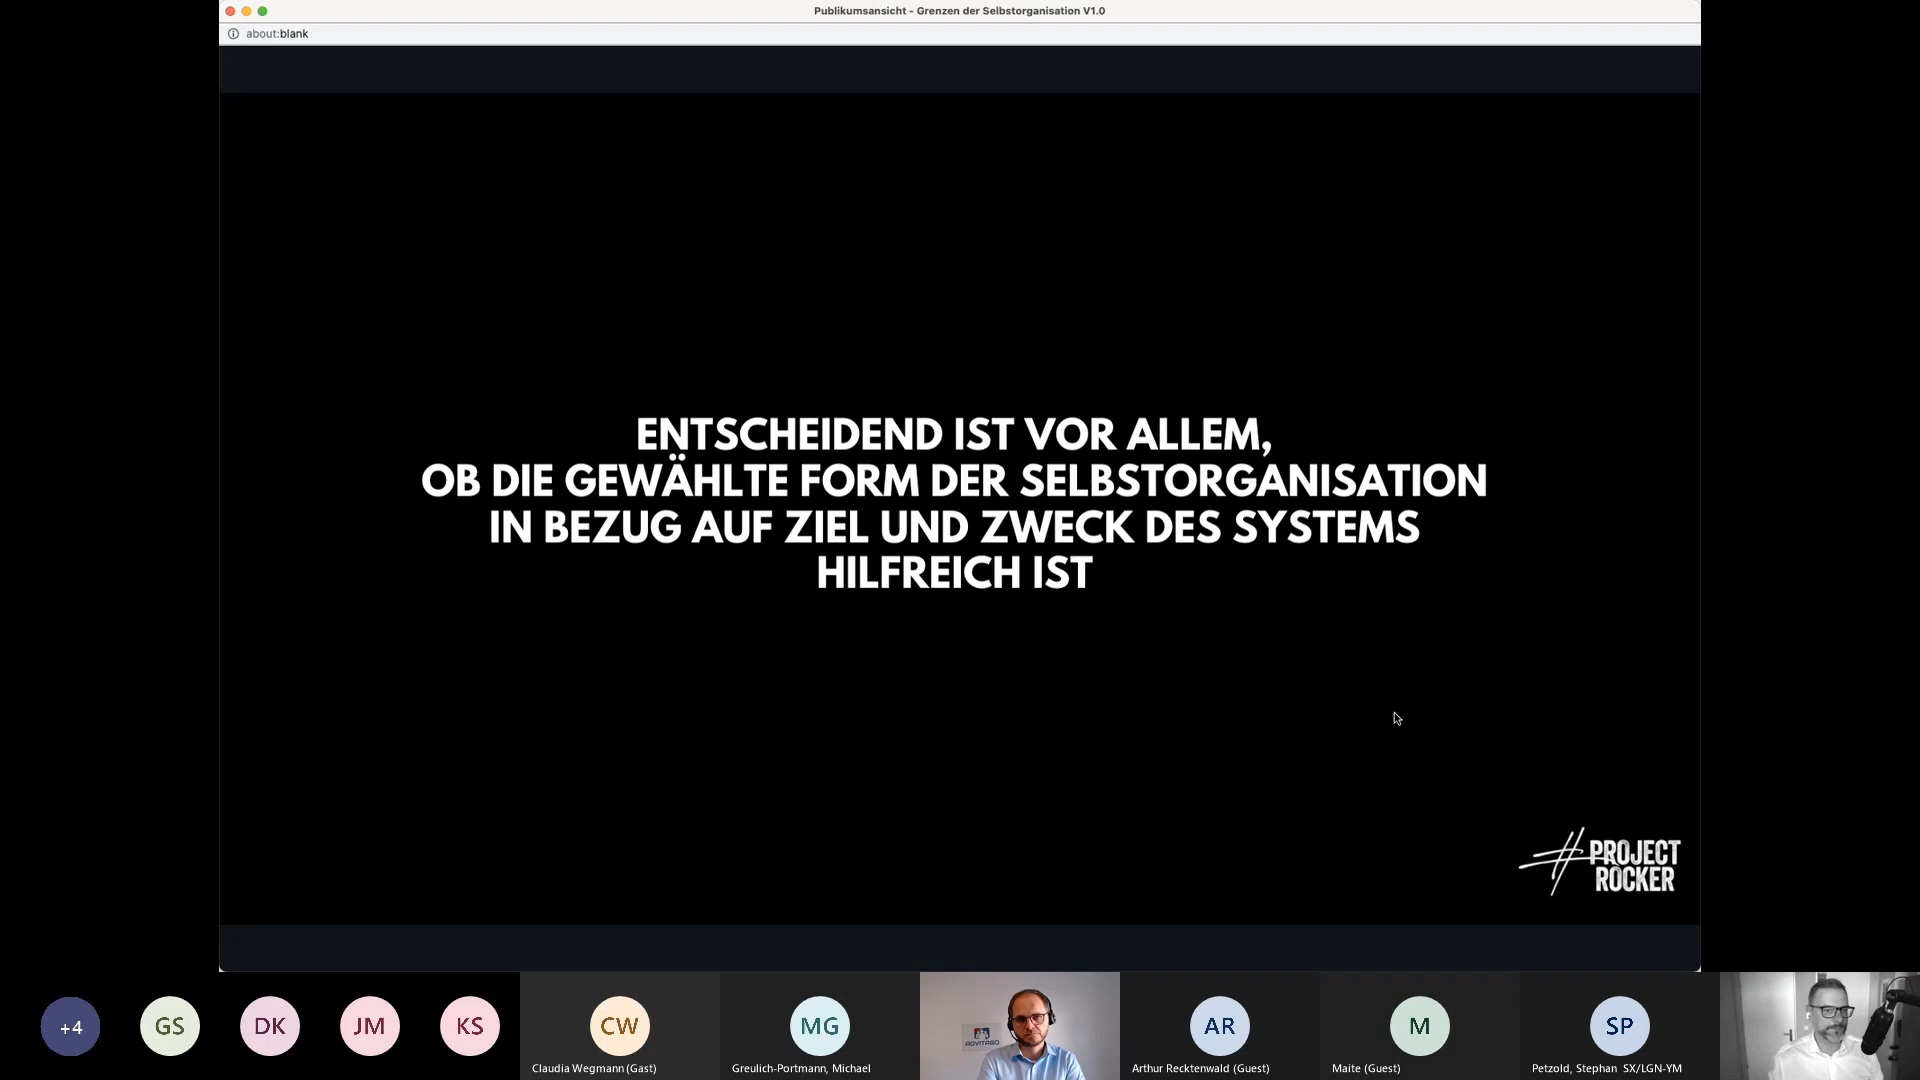 Publikumsansicht - Grenzen der Selbstorganisation V1.0
about:blank
ENTSCHEIDEND IST VOR ALLEM,
OB DIE GEWÄHLTE FORM DER SELBSTORGANISATION
IN BEZUG AUF ZIEL UND ZWECK DES SYSTEMS
HILFREICH IST
#PROJECT
ROCKER
+4
GS
DK
JM
KS
CW
MG
ADVITAGO
AR
M
SP
Claudia Wegmann (Gast)
Greulich-Portmann, Michael
Arthur Recktenwald (Guest)
Maite (Guest)
Petzold, Stephan SX/LGN-YM